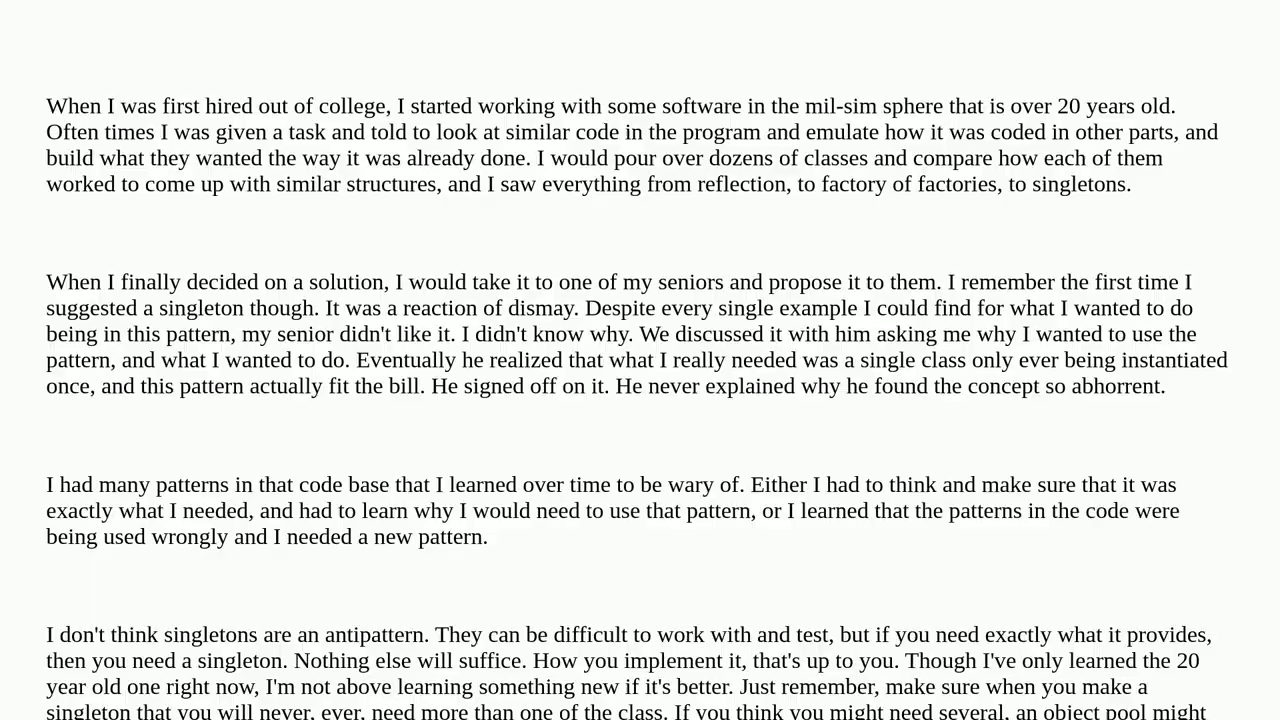 When I was first hired out of college, I started working with some software in the mil-sim sphere that is over 20 years old.
Often times I was given a task and told to look at similar code in the program and emulate how it was coded in other parts, and
build what they wanted the way it was already done. I would pour over dozens of classes and compare how each of them
worked to come up with similar structures, and I saw everything from reflection, to factory of factories, to singletons.
When I finally decided on a solution, I would take it to one of my seniors and propose it to them. I remember the first time I
suggested a singleton though. It was a reaction of dismay. Despite every single example I could find for what I wanted to do
being in this pattern, my senior didn't like it. I didn't know why. We discussed it with him asking me why I wanted to use the
pattern, and what I wanted to do. Eventually he realized that what I really needed was a single class only ever being instantiated
once, and this pattern actually fit the bill. He signed off on it. He never explained why he found the concept so abhorrent.
I had many patterns in that code base that I learned over time to be wary of. Either I had to think and make sure that it was
exactly what I needed, and had to learn why I would need to use that pattern, or I learned that the patterns in the code were
being used wrongly and I needed a new pattern.
I don't think singletons are an antipattern. They can be difficult to work with and test, but if you need exactly what it provides,
then you need a singleton. Nothing else will suffice. How you implement it, that's up to you. Though I've only learned the 20
year old one right now, I'm not above learning something new if it's better. Just remember, make sure when you make a
singleton that you will never, ever, need more than one of the class. If you think you might need several, an object pool might